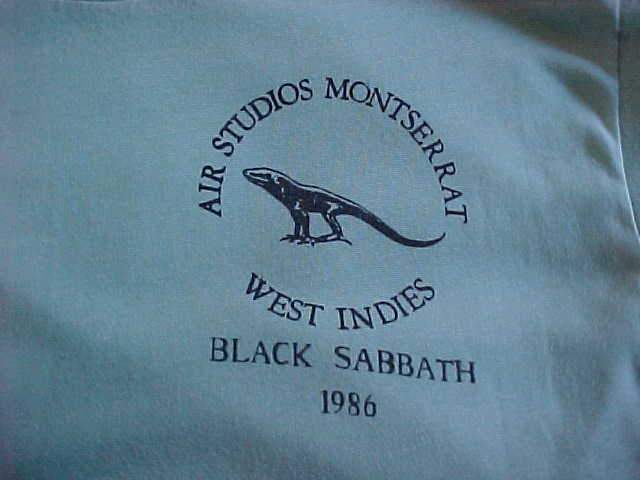 AIR STUDIOS MONTSERRAT
WEST INDIES
BLACK SABBATH
1986